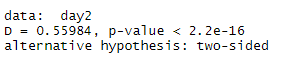 data:  day2
D = 0.55984, p-value < 2.2e-16
alternative hypothesis: two-sided